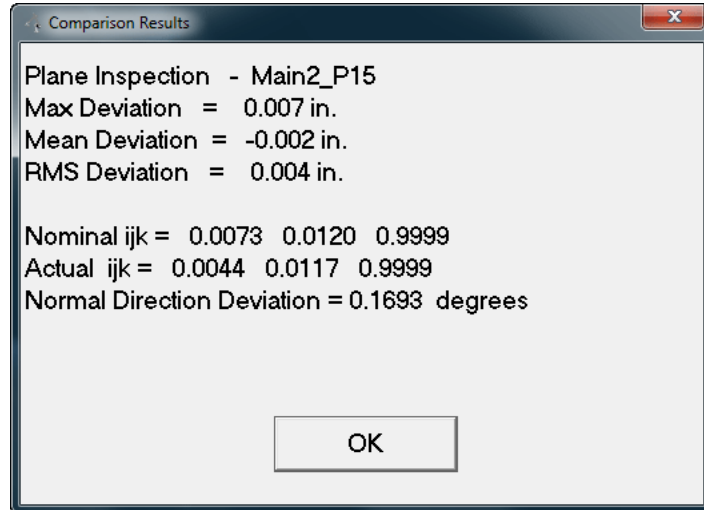 Comparison Results
Plane Inspection - Main2_P15
Max Deviation = 0.007 in.
Mean Deviation = -0.002 in.
RMS Deviation = 0.004 in.
Nominal ijk = 0.0073 0.0120 0.9999
Actual ijk = 0.0044 0.0117 0.9999
Normal Direction Deviation = 0.1693 degrees
OK